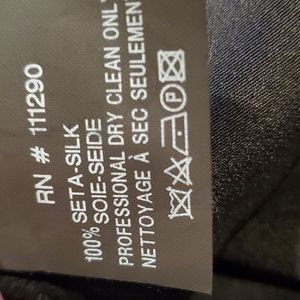 RN # 111290
100% SETA-SILK
SOIE-SEIDE
PROFESSIONAL DRY CLEAN ONLY
NETTOYAGE À SEC SEULEMENT
P